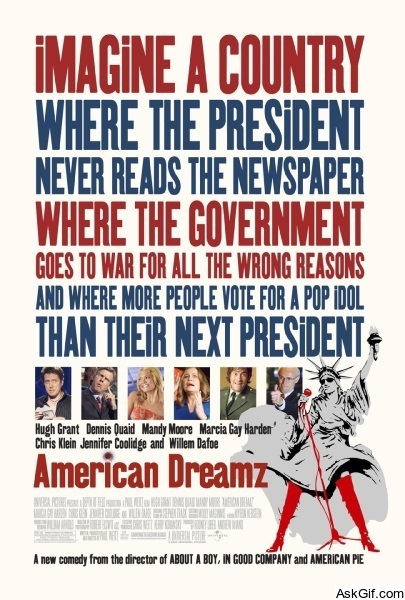 iMAGiNE A COUNTRY
WHERE THE PRESiDENT
NEVER READS THE NEWSPAPER
WHERE THE GOVERNMENT
GOES TO WAR FOR ALL THE WRONG REASONS
AND WHERE MORE PEOPLE VOTE FOR A POP iDOL
THAN THEiR NEXT PRESiDENT
Hugh Grant Dennis Quaid Mandy Moore Marcia Gay Harden
Chris Klein Jennifer Coolidge and Willem Dafoe
American Dreamz
A new comedy from the director of ABOUT A BOY, IN GOOD COMPANY and AMERICAN PIE
AskGif.com